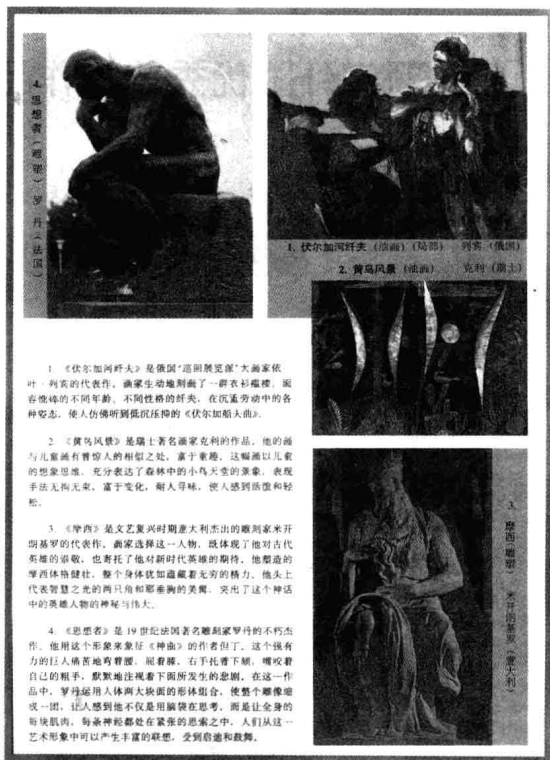 4. 思想者（雕塑） 罗丹（法国）
1. 伏尔加河纤夫（油画）（局部） 列宾（俄国）
2. 黄鸟风景（油画） 克利（瑞士）
1. 《伏尔加河纤夫》是俄国“巡回展览派”大画家依
叶·列宾的代表作。画家生动地刻画了一群衣衫褴褛、面
容憔悴的不同年龄、不同性格的纤夫，在沉重劳动中的各
种姿态，使人仿佛听到低沉压抑的《伏尔加船夫曲》。
2. 《黄鸟风景》是瑞士著名画家克利的作品，他的画
与儿童画有着惊人的相似之处，富于童趣。这幅画以儿童
的想象思维，充分表达了森林中的小鸟天堂的景象。表现
手法无拘无束，富于变化，耐人寻味，使人感到活泼和轻
松。
3. 《摩西》是文艺复兴时期意大利杰出的雕刻家米开
朗基罗的代表作，画家选择这一人物，既体现了他对古代
英雄的崇敬，也寄托了他对新时代英雄的期待，他塑造的
摩西体格健壮，整个身体犹如蕴藏着无穷的精力，他头上
代表智慧之光的两只角和那垂胸的美髯，突出了这个神话
中的英雄人物的神秘与伟大。
4. 《思想者》是19世纪法国著名雕刻家罗丹的不朽杰
作。他用这个形象来象征《神曲》的作者但丁。这个强有
力的巨人痛苦地弯着腰，屈着膝，右手托着下颏，嘴咬着
自己的粗手，默默地注视着下面所发生的悲剧，在这一作
品中，罗丹运用人体两大块面的形体组合，使整个雕像缩
成一团，让人感到他不仅是用脑袋在思考，而是让全身的
每块肌肉，每条神经都处在紧张的思索之中，人们从这一
艺术形象中可以产生丰富的联想，受到启迪和鼓舞。
3. 摩西（雕塑） 米开朗基罗（意大利）